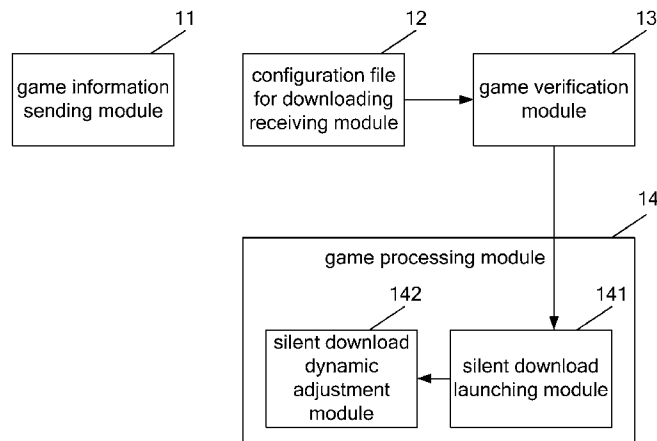 11
12
13
game information
sending module
configuration file
for downloading
receiving module
game verification
module
14
game processing module
142
141
silent download
dynamic
adjustment
module
silent download
launching module